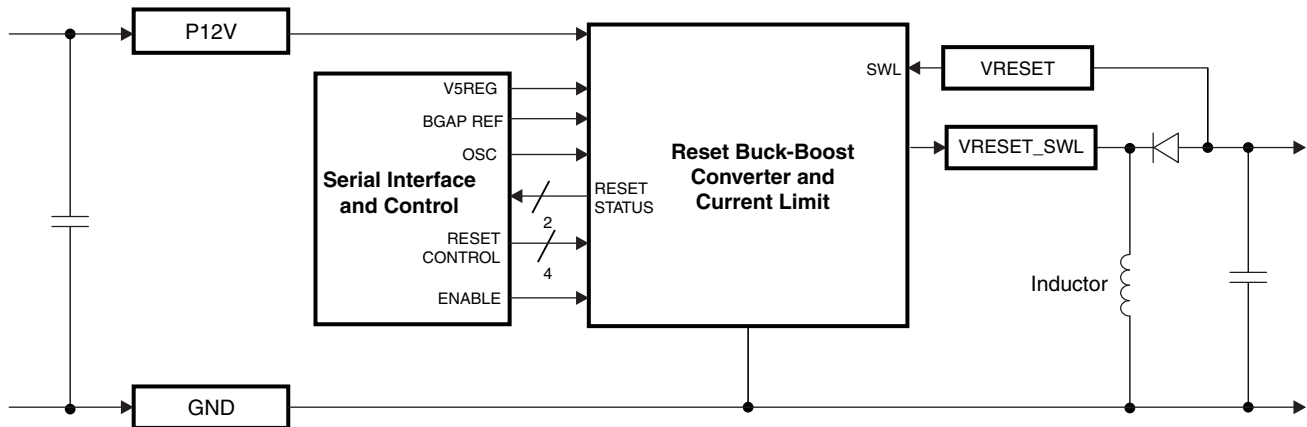 P12V
V5REG
BGAP REF
OSC
Serial Interface
and Control
RESET
CONTROL
ENABLE
2
4
RESET
STATUS
Reset Buck-Boost
Converter and
Current Limit
SWL
VRESET
VRESET_SWL
Inductor
GND